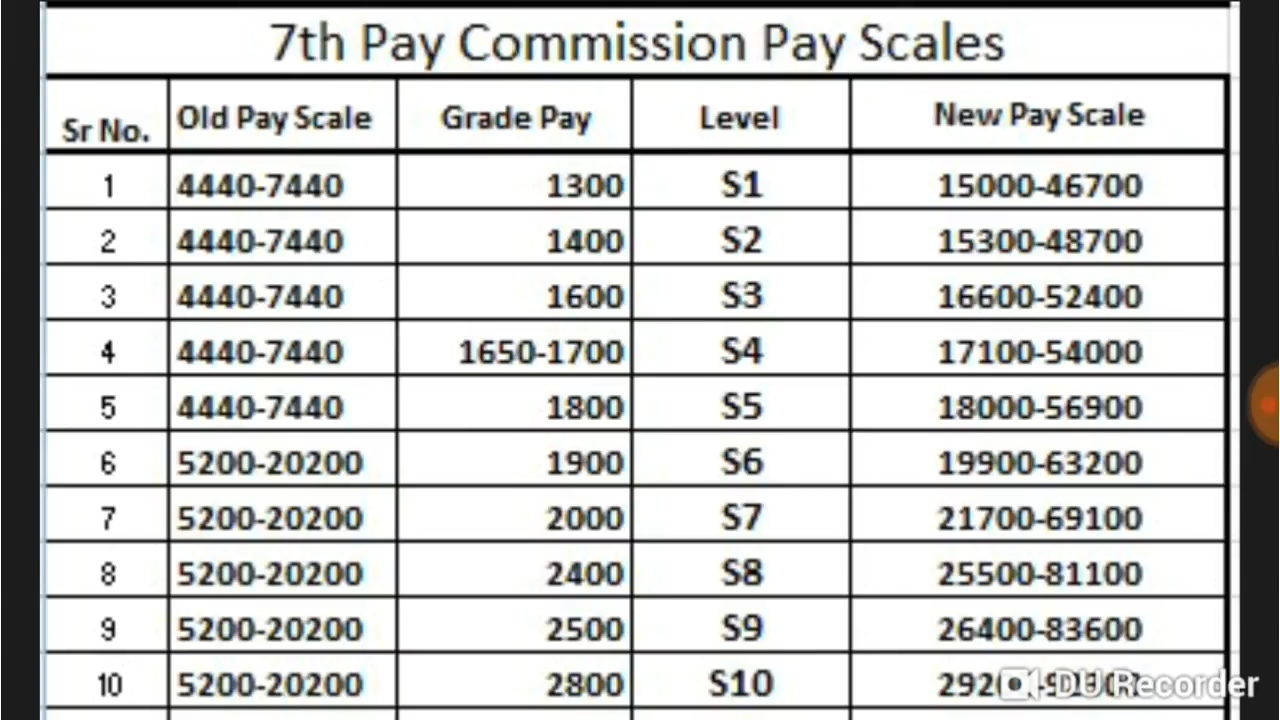 7th Pay Commission Pay Scales
Sr No. Old Pay Scale Grade Pay Level New Pay Scale
1 4440-7440 1300 S1 15000-46700
2 4440-7440 1400 S2 15300-48700
3 4440-7440 1600 S3 16600-52400
4 4440-7440 1650-1700 S4 17100-54000
5 4440-7440 1800 S5 18000-56900
6 5200-20200 1900 S6 19900-63200
7 5200-20200 2000 S7 21700-69100
8 5200-20200 2400 S8 25500-81100
9 5200-20200 2500 S9 26400-83600
10 5200-20200 2800 S10
DU Recorder